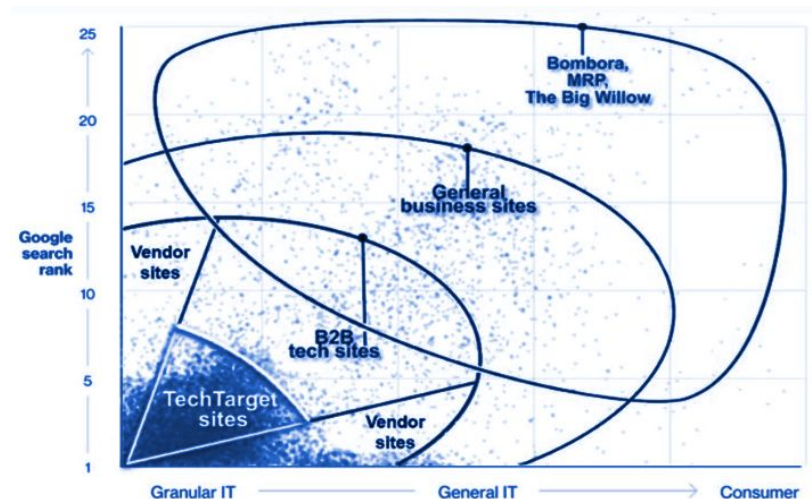 25
20
15
10
5
1
Google
search
rank
Bombora,
MRP,
The Big Willow
General
business sites
Vendor
sites
B2B
tech sites
TechTarget
sites
Vendor
sites
Granular IT
General IT
Consumer